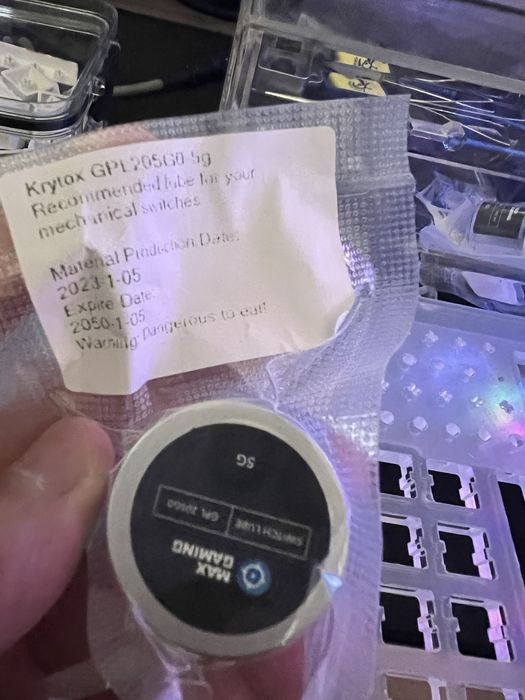 Krytox GPL205G0 5g
Recommended lube for your
mechanical switches
Material Production Date:
2023-1-05
Expire Date:
2050-1-05
Warning: Dangerous to eat!
MAX
GAMING
SWITCH LUBE GPL 205G0
5G